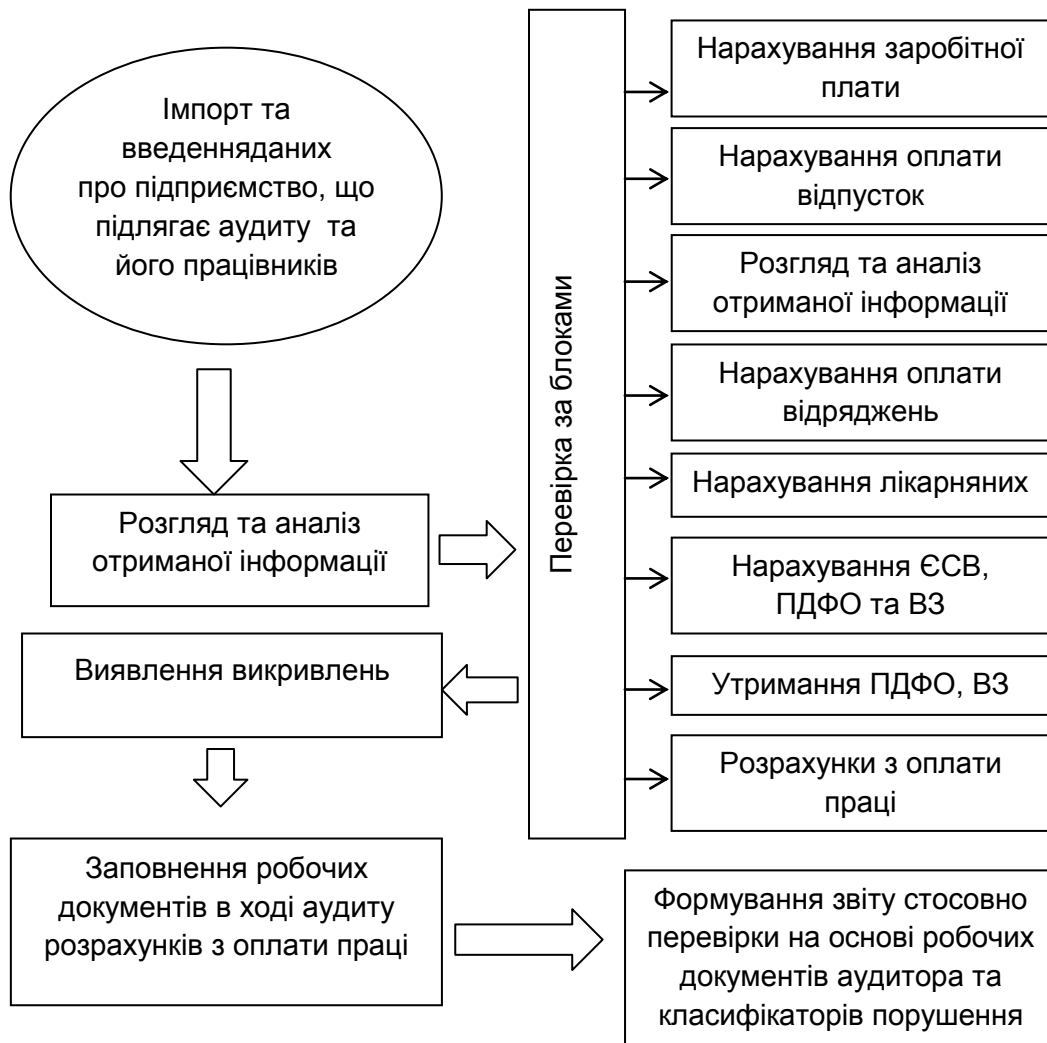 Імпорт та
введенняданих
про підприємство, що
підлягає аудиту та
його працівників
Розгляд та аналіз
отриманої інформації
Перевірка за блоками
Нарахування заробітної
плати
Нарахування оплати
відпусток
Розгляд та аналіз
отриманої інформації
Нарахування оплати
відряджень
Нарахування лікарняних
Нарахування ЄСВ,
ПДФО та ВЗ
Утримання ПДФО, ВЗ
Розрахунки з оплати
праці
Виявлення викривлень
Заповнення робочих
документів в ході аудиту
розрахунків з оплати праці
Формування звіту стосовно
перевірки на основі робочих
документів аудитора та
класифікаторів порушення